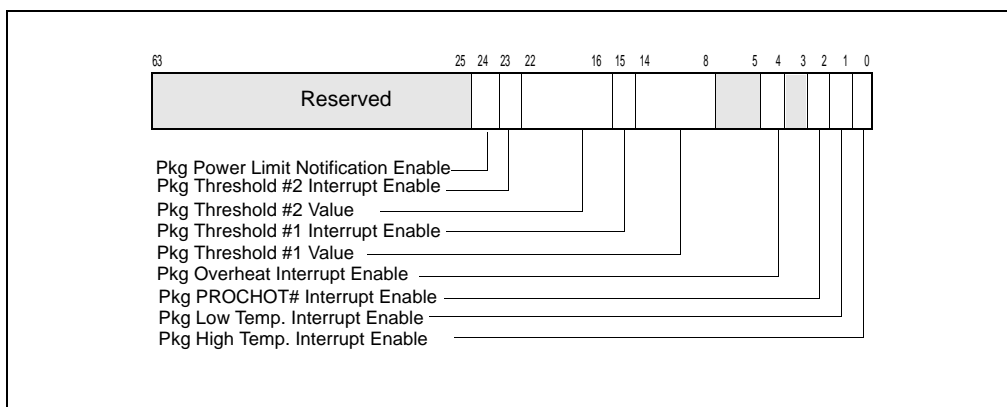 63 25 24 23 22 16 15 14 8 5 4 3 2 1 0
Reserved
Pkg Power Limit Notification Enable
Pkg Threshold #2 Interrupt Enable
Pkg Threshold #2 Value
Pkg Threshold #1 Interrupt Enable
Pkg Threshold #1 Value
Pkg Overheat Interrupt Enable
Pkg PROCHOT# Interrupt Enable
Pkg Low Temp. Interrupt Enable
Pkg High Temp. Interrupt Enable